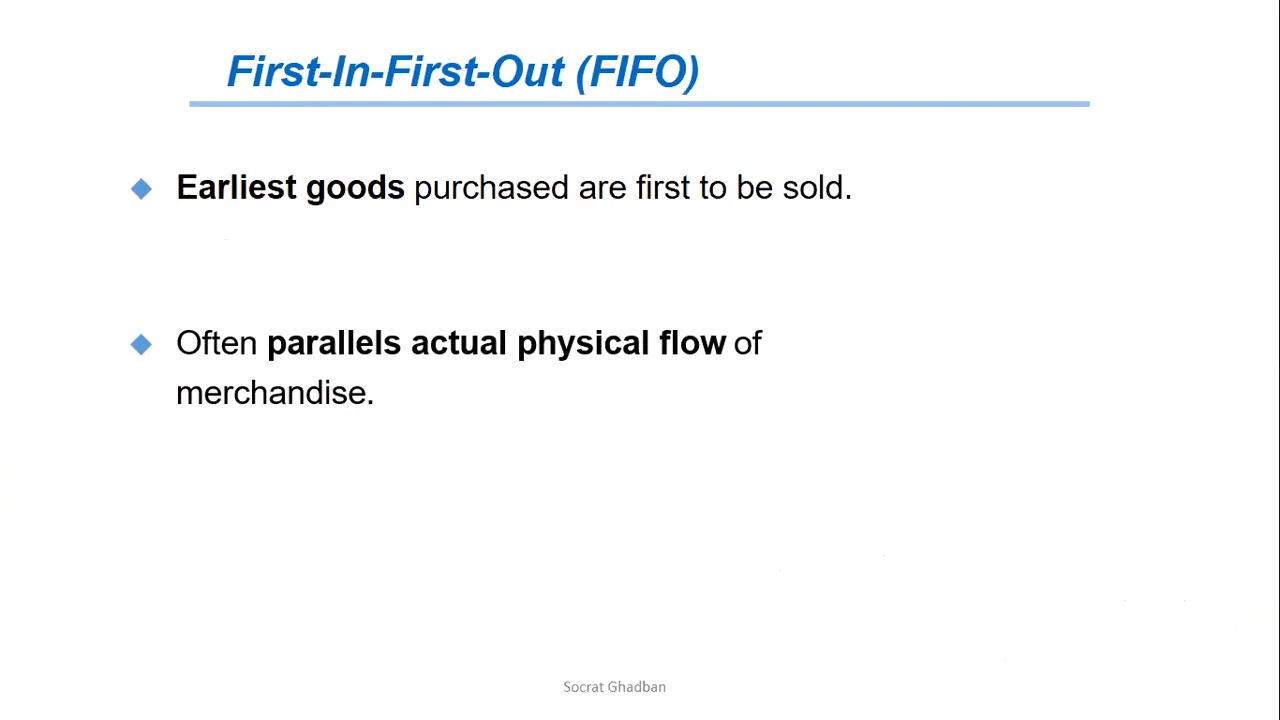 First-In-First-Out (FIFO)
Earliest goods purchased are first to be sold.
Often parallels actual physical flow of
merchandise.
Socrat Ghadban